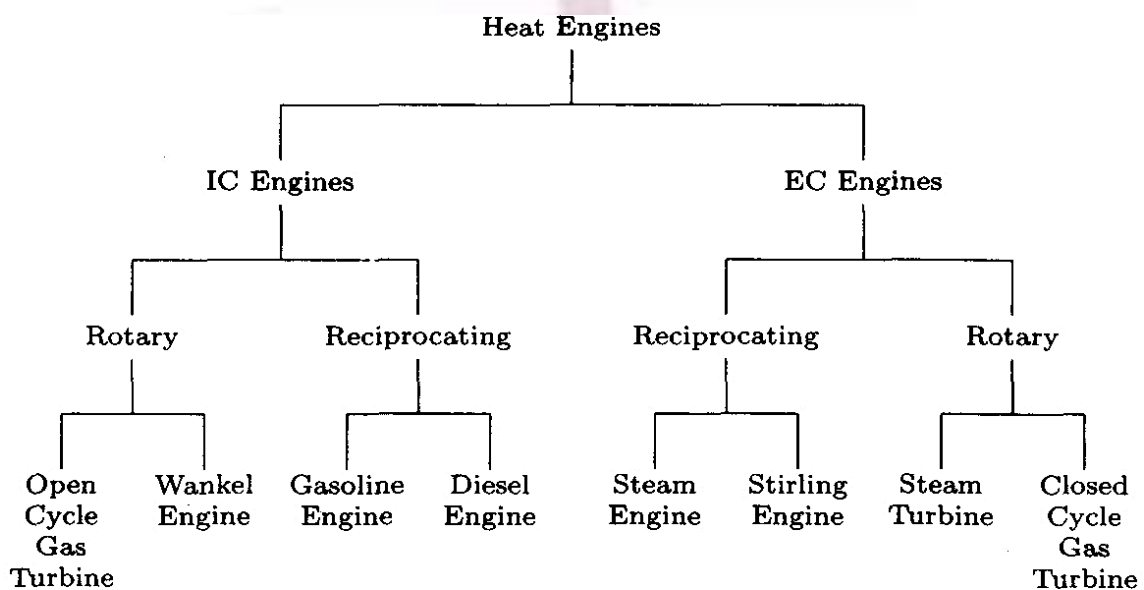 Heat Engines
IC Engines
EC Engines
Rotary
Reciprocating
Reciprocating
Rotary
Open
Cycle
Gas
Turbine
Wankel
Engine
Gasoline
Engine
Diesel
Engine
Steam
Engine
Stirling
Engine
Steam
Turbine
Closed
Cycle
Gas
Turbine